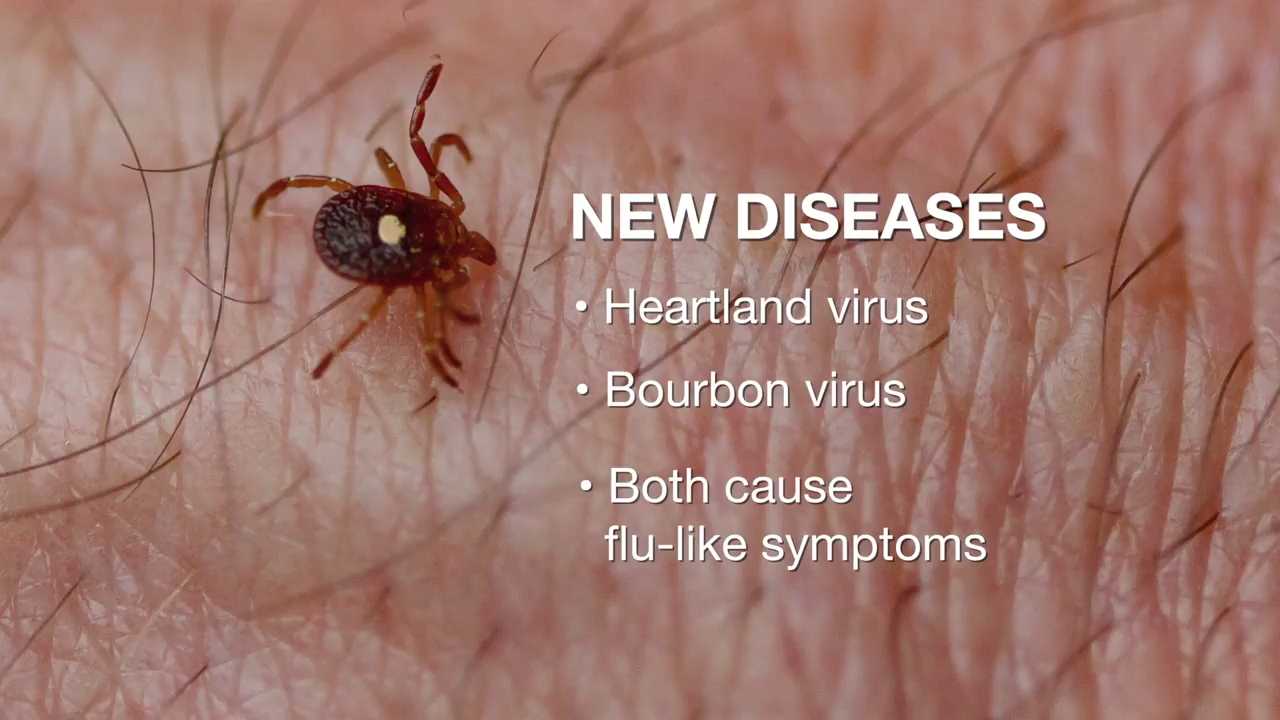 NEW DISEASES
• Heartland virus
• Bourbon virus
• Both cause
flu-like symptoms